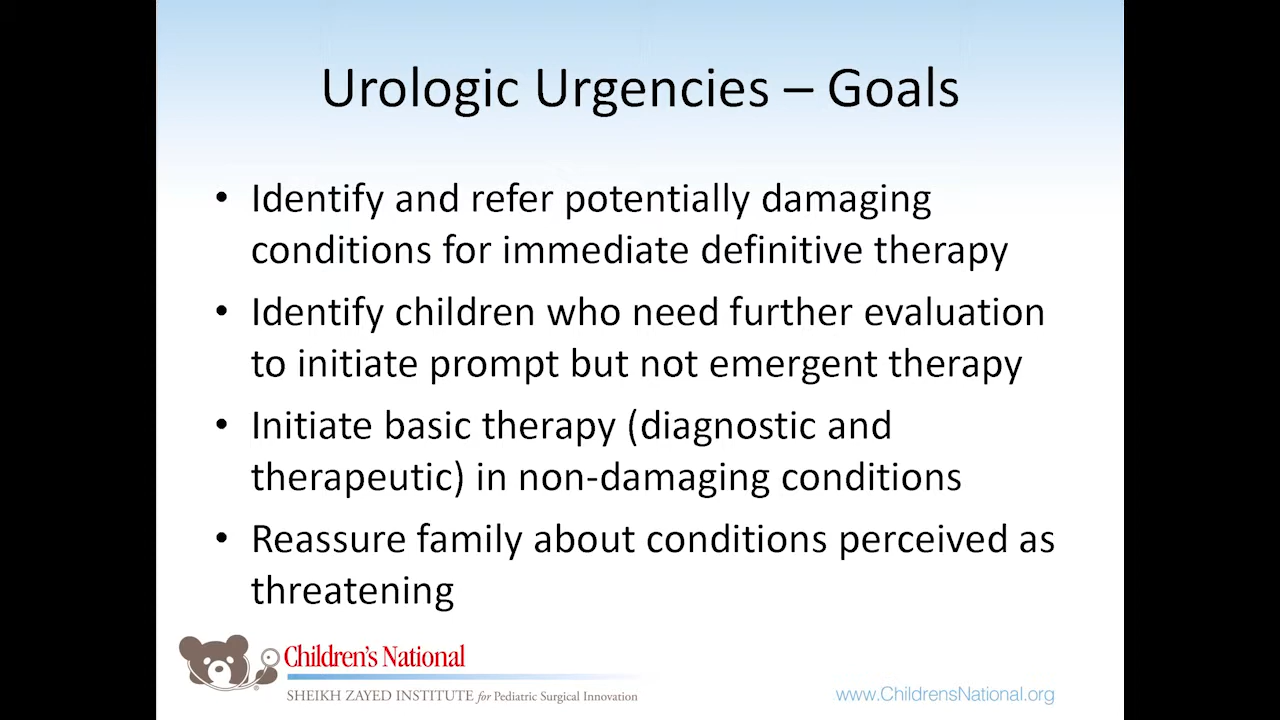 Urologic Urgencies – Goals
• Identify and refer potentially damaging
conditions for immediate definitive therapy
• Identify children who need further evaluation
to initiate prompt but not emergent therapy
• Initiate basic therapy (diagnostic and
therapeutic) in non-damaging conditions
• Reassure family about conditions perceived as
threatening
Children's National
SHEIKH ZAYED INSTITUTE for Pediatric Surgical Innovation
www.ChildrensNational.org